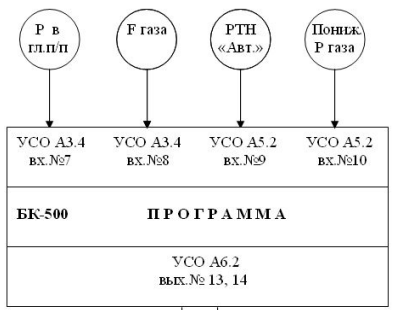 Р в
гл.п/п
F газа
РТН
«Авт.»
Пониж.
Р газа
УСО А3.4
вх.№7
УСО А3.4
вх.№8
УСО А5.2
вх.№9
УСО А5.2
вх.№10
БК-500 П Р О Г Р А М М А
УСО А6.2
вых.№ 13, 14